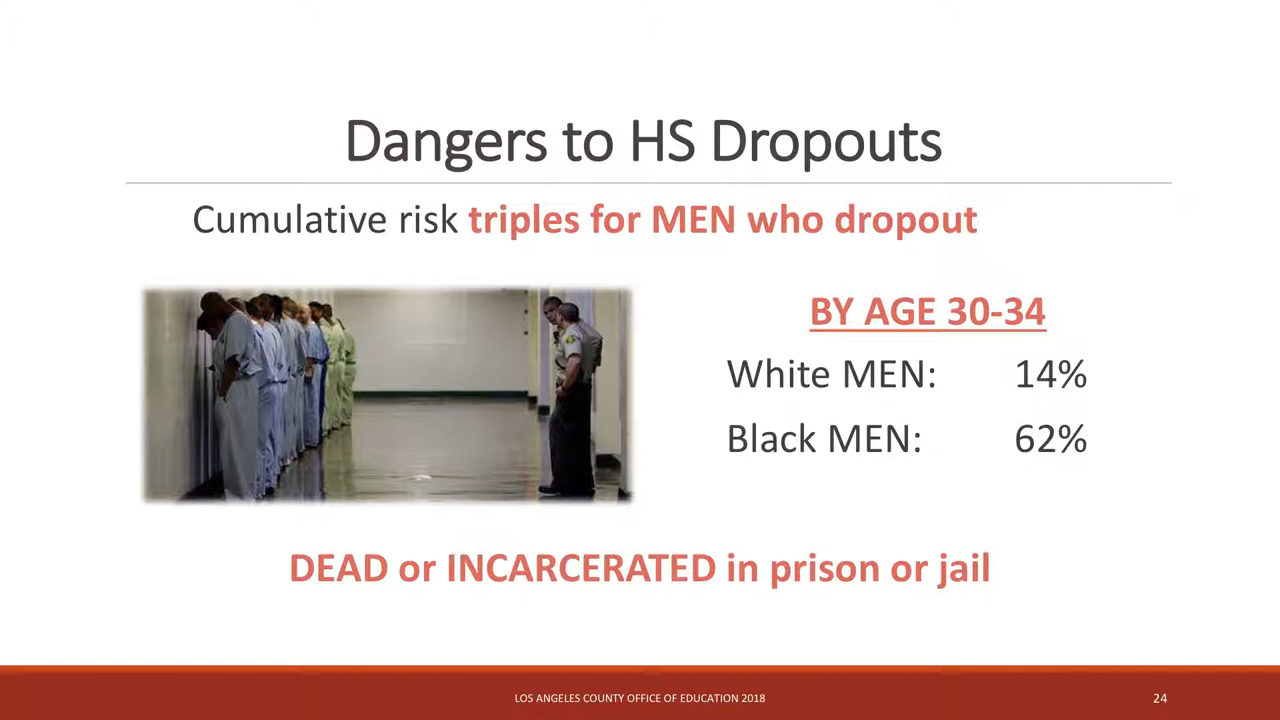 Dangers to HS Dropouts
Cumulative risk triples for MEN who dropout
BY AGE 30-34
White MEN: 14%
Black MEN: 62%
DEAD or INCARCERATED in prison or jail
LOS ANGELES COUNTY OFFICE OF EDUCATION 2018
24